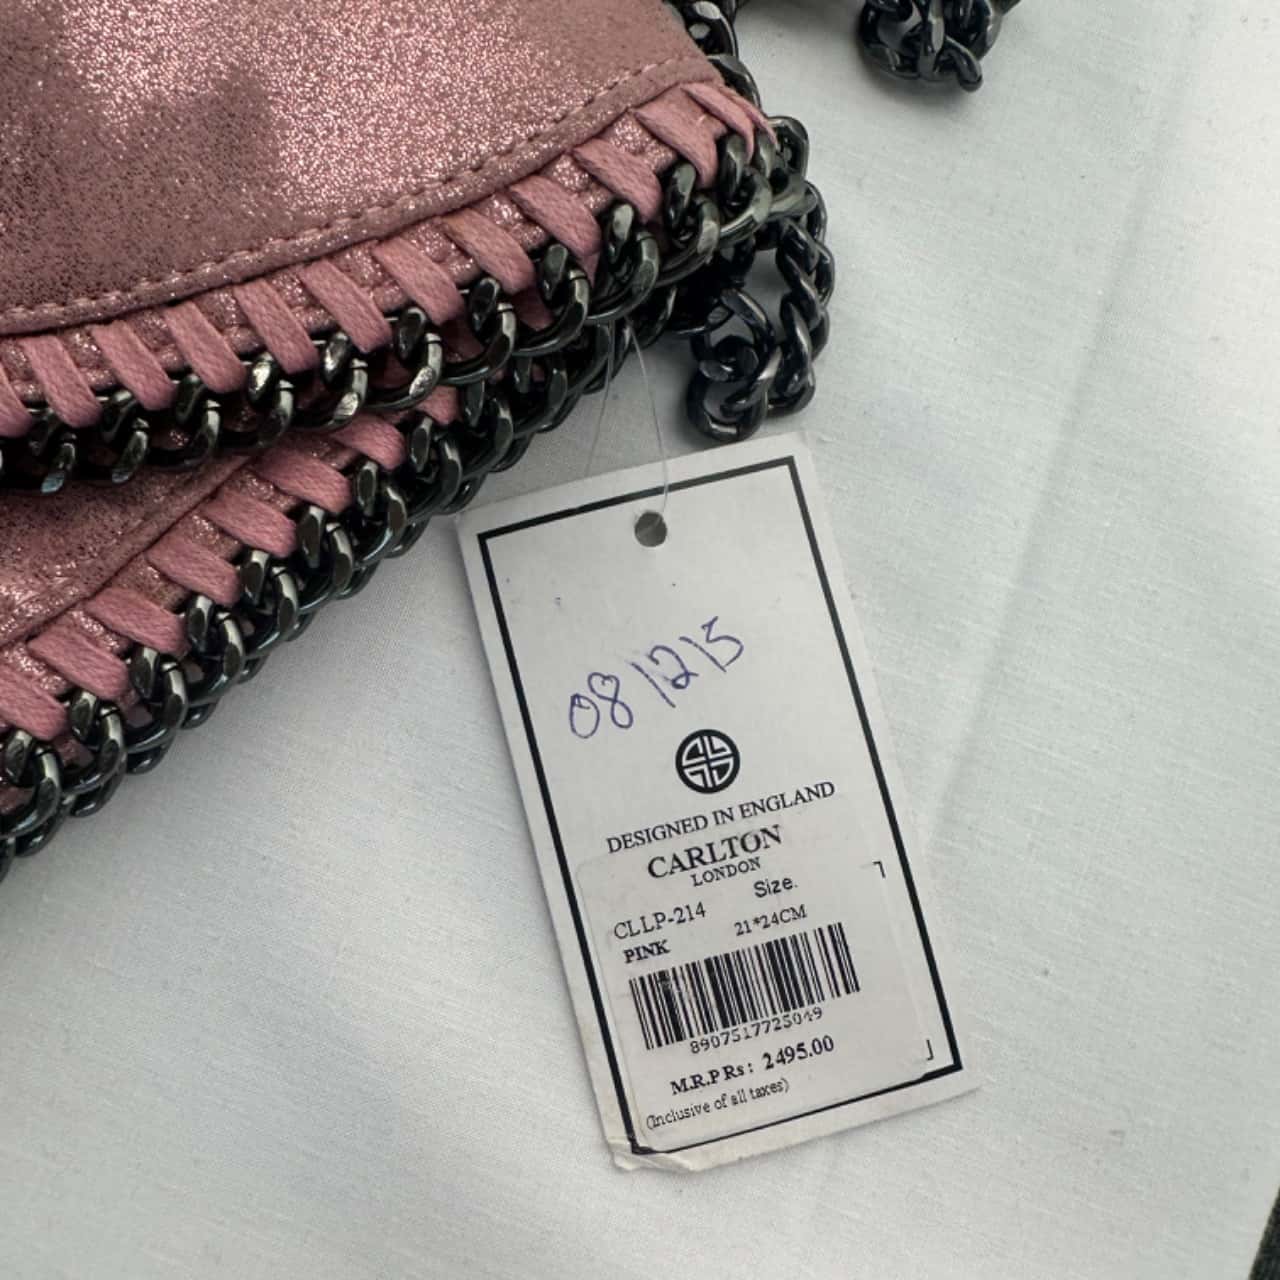 08/12/5
DESIGNED IN ENGLAND
CARLTON
LONDON
Size.
CLLP-214
21*24CM
PINK
8907517725049
M.R.P Rs: 2495.00
(Inclusive of all taxes)